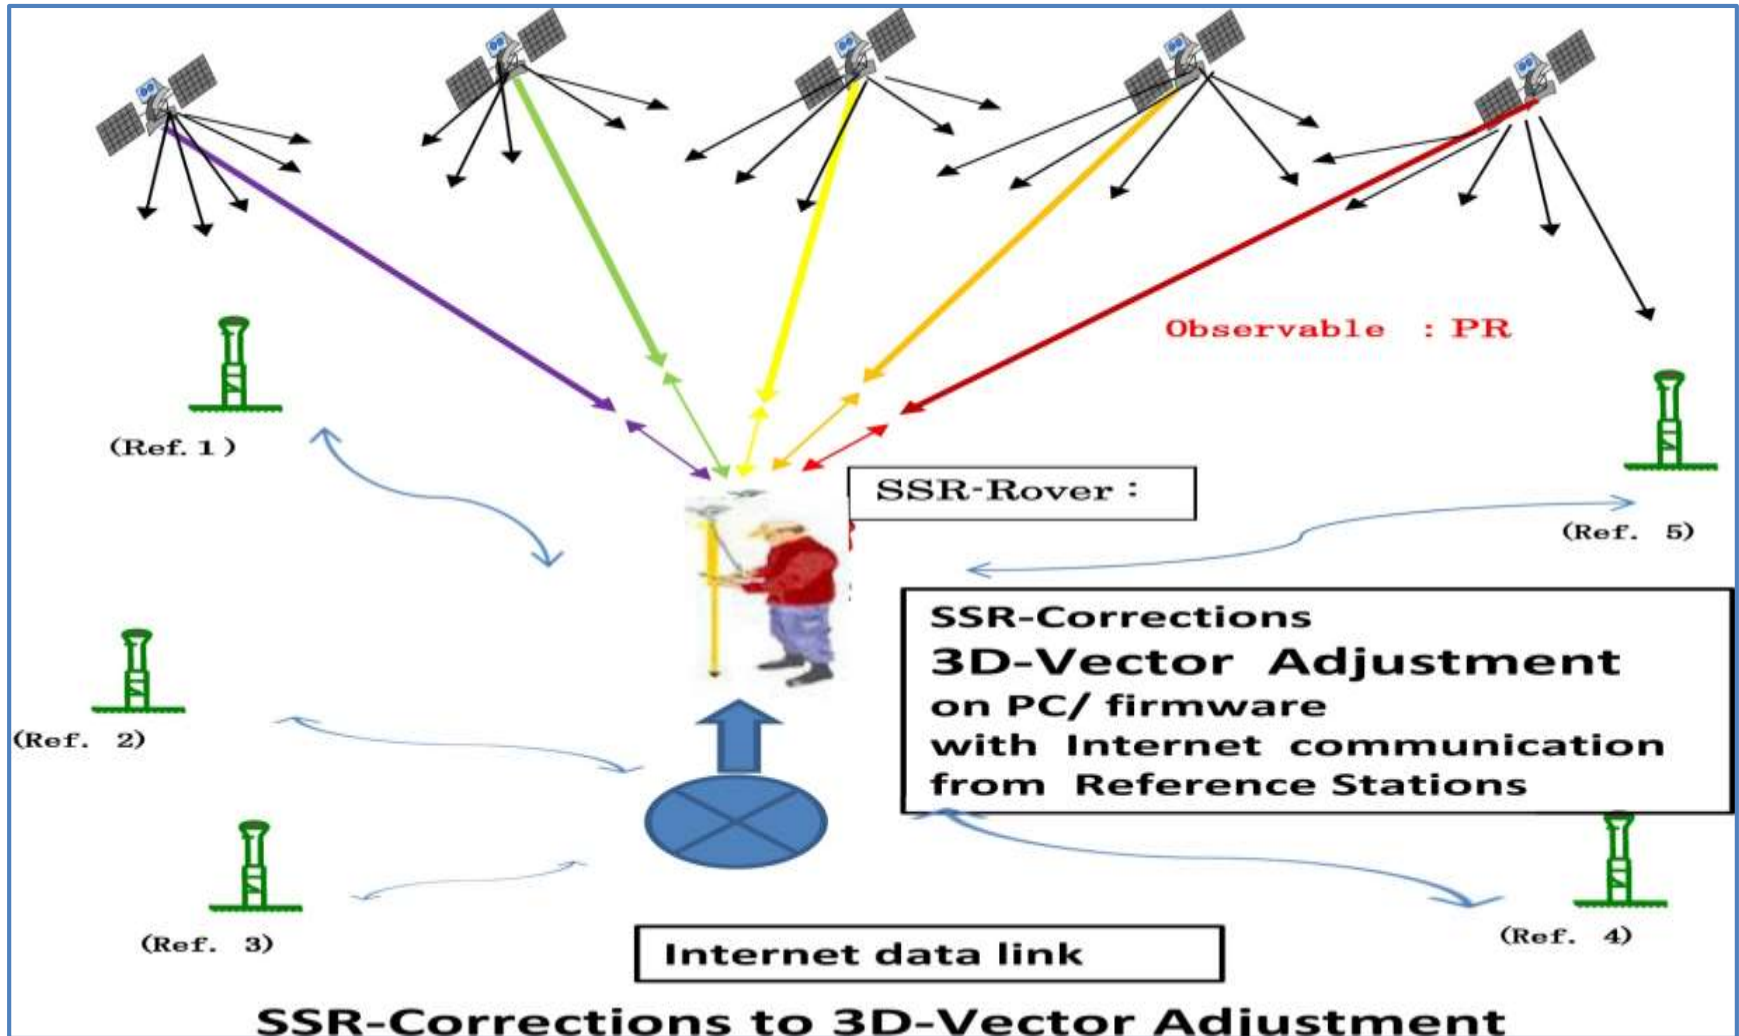 Observable : PR
(Ref. 1)
SSR-Rover :
(Ref. 5)
SSR-Corrections
3D-Vector Adjustment
on PC/ firmware
with Internet communication
from Reference Stations
(Ref. 2)
(Ref. 3)
(Ref. 4)
Internet data link
SSR-Corrections to 3D-Vector Adjustment